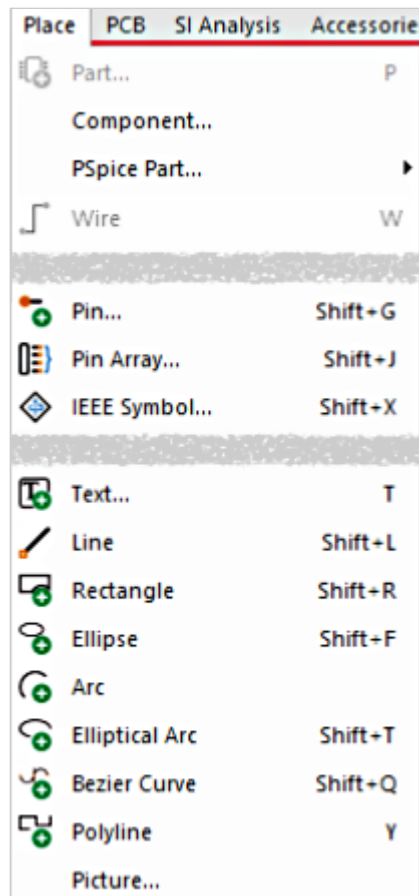 Place PCB SI Analysis Accessorie
Part... P
Component...
PSpice Part...
Wire W
Pin... Shift+G
Pin Array... Shift+J
IEEE Symbol... Shift+X
Text... T
Line Shift+L
Rectangle Shift+R
Ellipse Shift+F
Arc
Elliptical Arc Shift+T
Bezier Curve Shift+Q
Polyline Y
Picture...